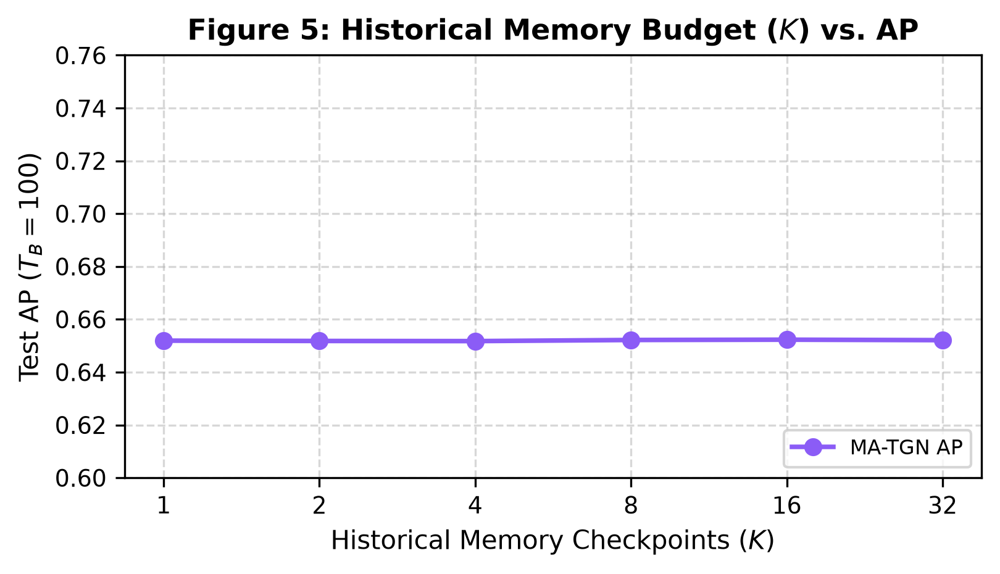 Figure 5: Historical Memory Budget (K) vs. AP
0.76
0.74
0.72
0.70
0.68
0.66
0.64
0.62
0.60
Test AP (T_B = 100)
MA-TGN AP
1 2 4 8 16 32
Historical Memory Checkpoints (K)